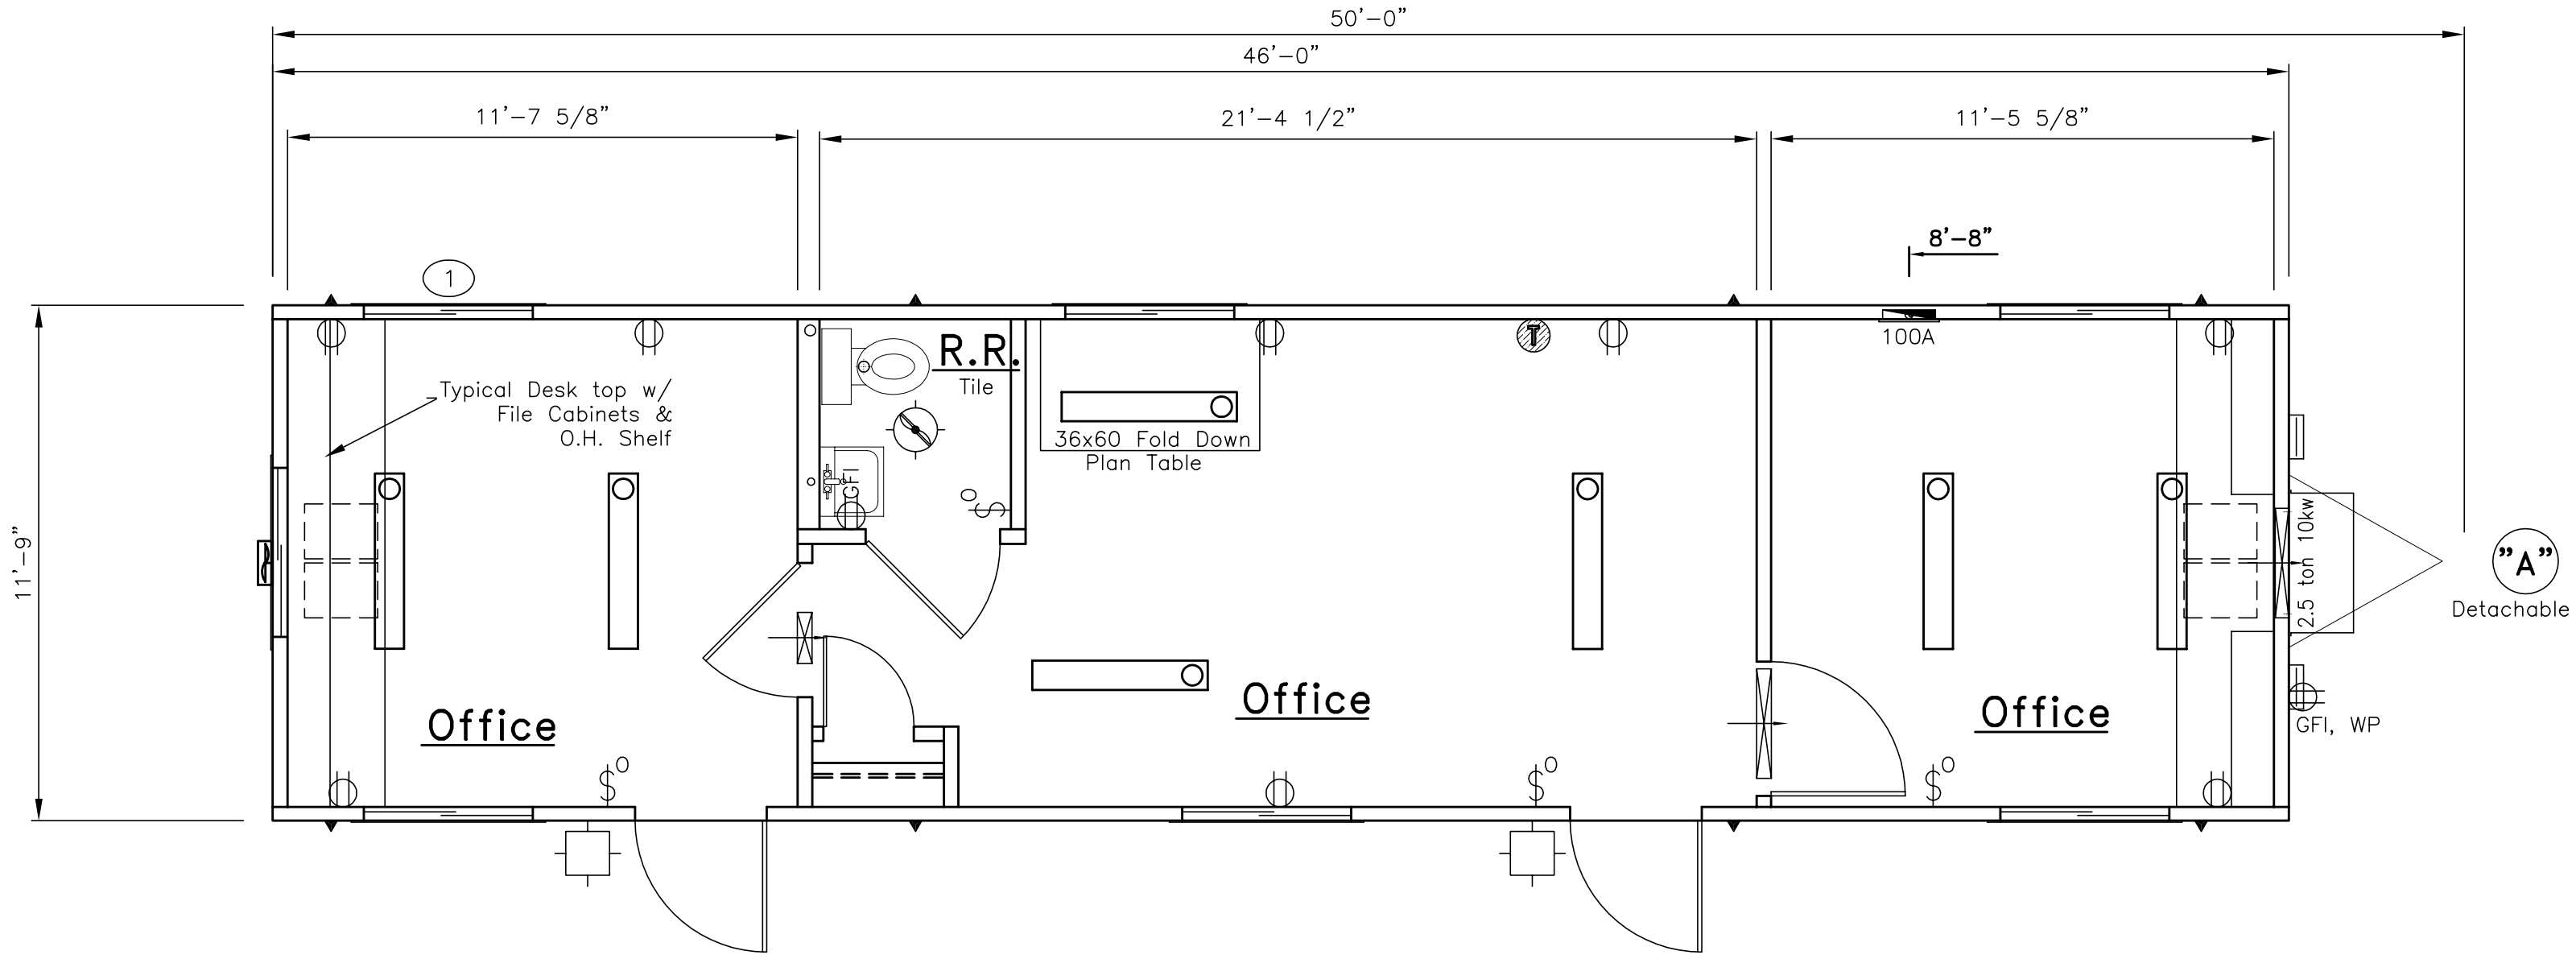 50'-0"
46'-0"
11'-7 5/8"
21'-4 1/2"
11'-5 5/8"
8'-8"
1
11'-9"
Typical Desk top w/
File Cabinets &
O.H. Shelf
R.R.
Tile
GFI
$O
36x60 Fold Down
Plan Table
T
100A
2.5 ton 10kw
"A"
Detachable
GFI, WP
Office
Office
Office
$O
$O
$O